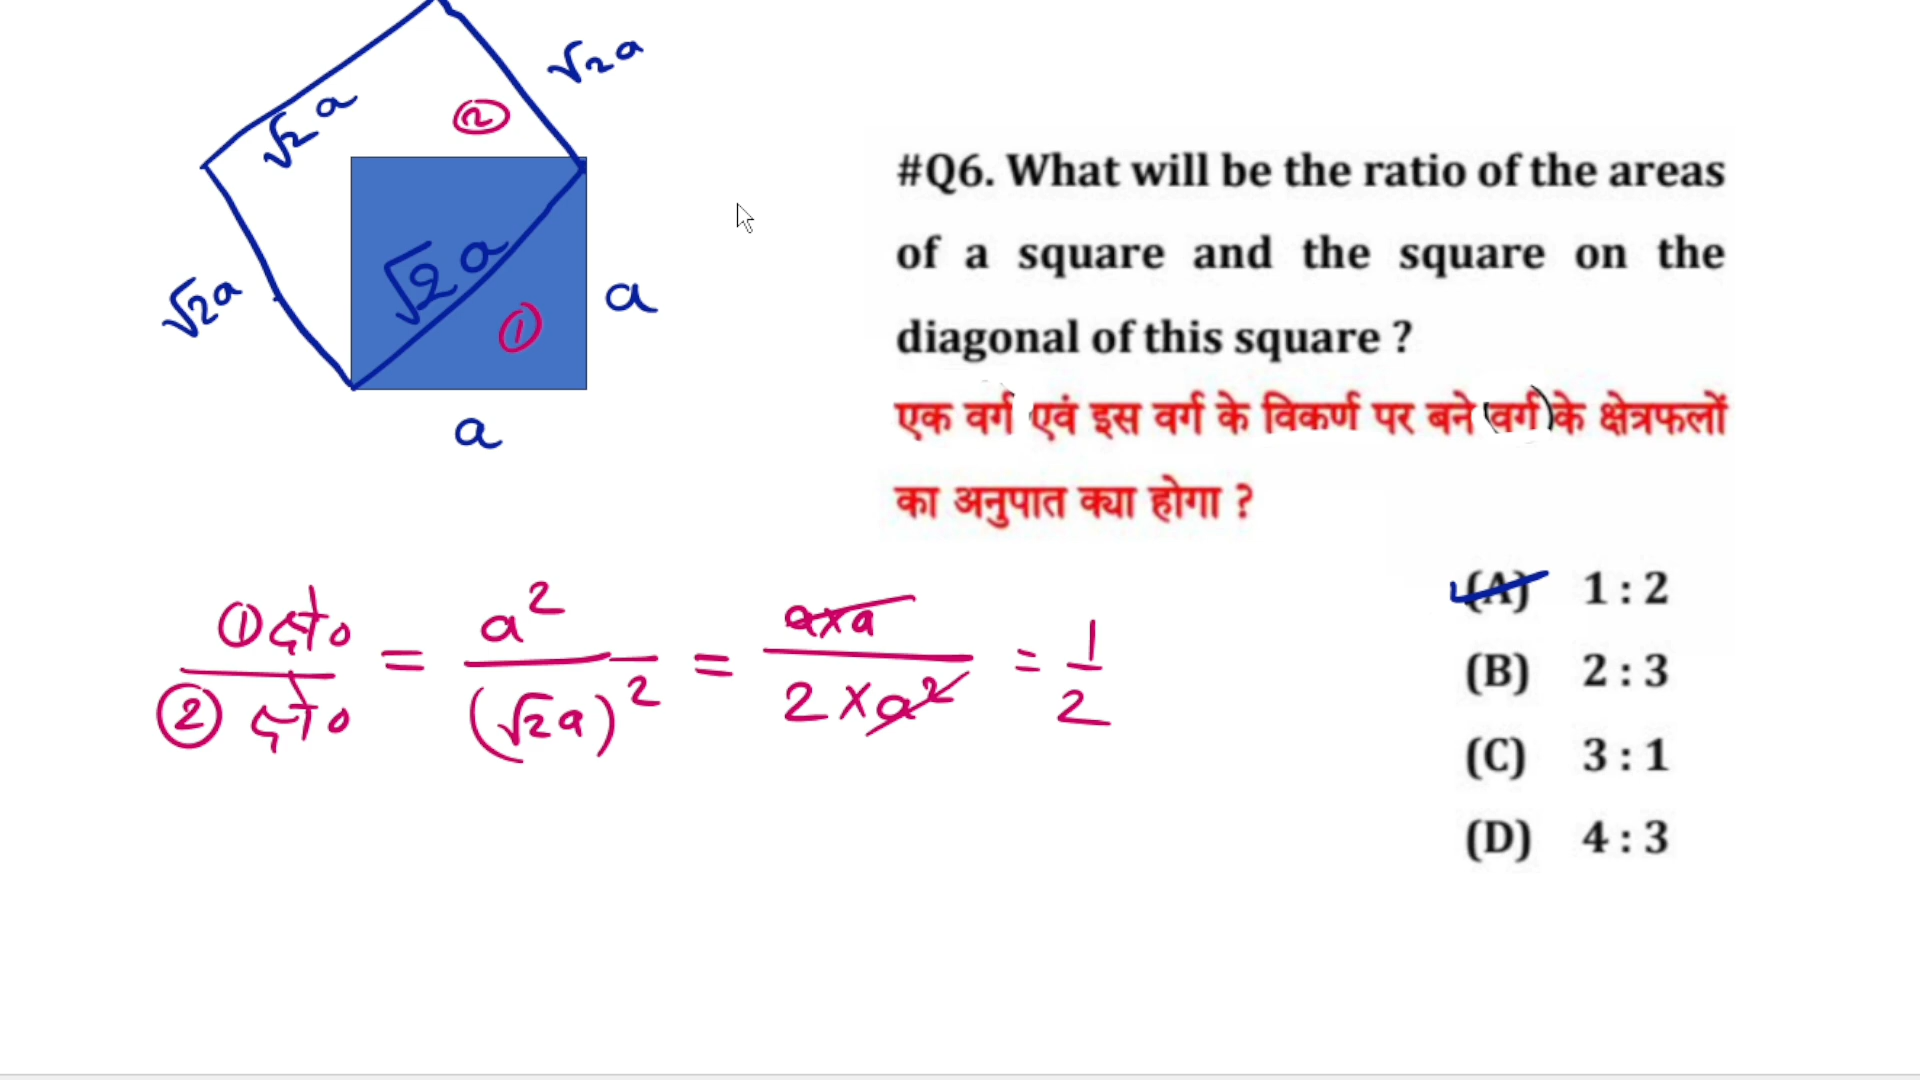 √2a
√2a
②
√2a
√2a
①
a
a
#Q6. What will be the ratio of the areas
of a square and the square on the
diagonal of this square ?
एक वर्ग एवं इस वर्ग के विकर्ण पर बने वर्ग के क्षेत्रफलों
का अनुपात क्या होगा ?
①क्षे० / ②क्षे० = a² / (√2a)² = a×a / 2×a² = 1/2
(A) 1 : 2
(B) 2 : 3
(C) 3 : 1
(D) 4 : 3